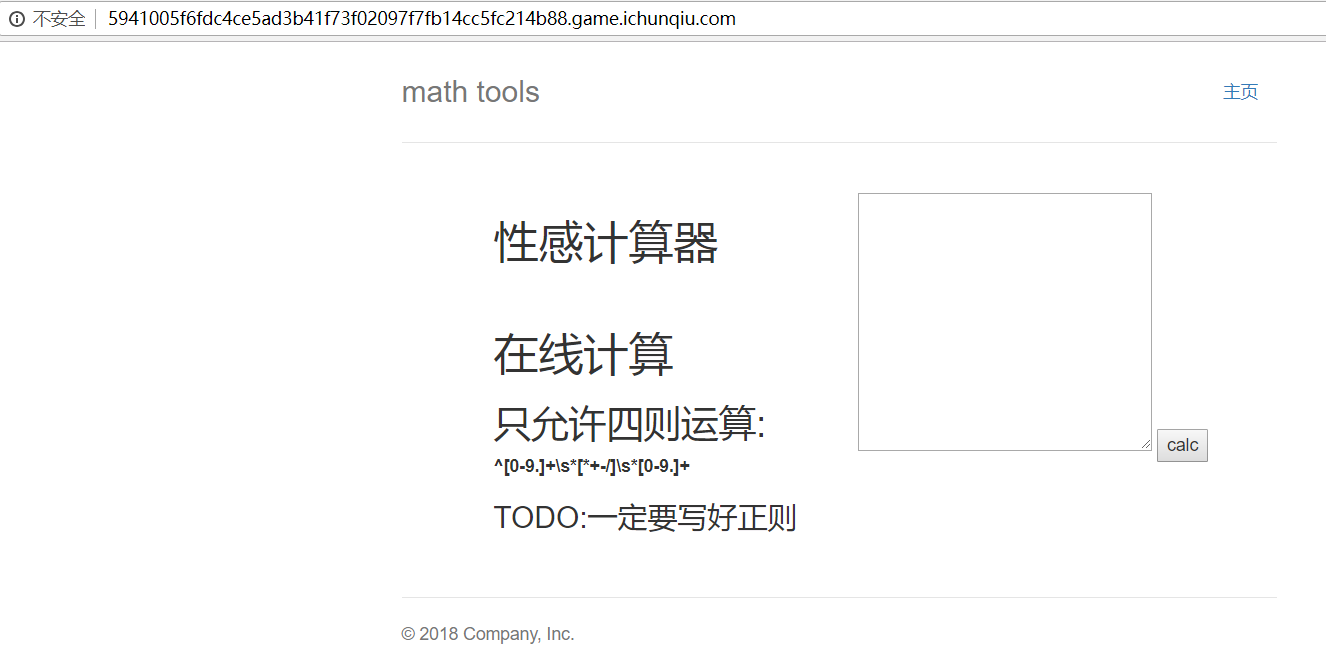 不安全 5941005f6fdc4ce5ad3b41f73f02097f7fb14cc5fc214b88.game.ichunqiu.com
math tools 主页
性感计算器
在线计算
只允许四则运算:
^[0-9.]+\s*[*+-/]\s*[0-9.]+
calc
TODO:一定要写好正则
© 2018 Company, Inc.